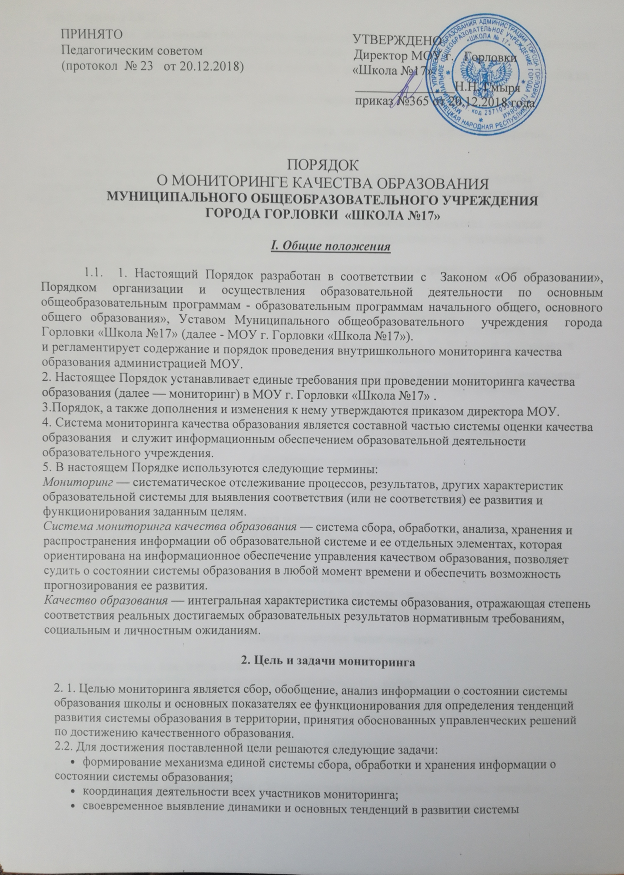 ПРИНЯТО
Педагогическим советом
(протокол № 23 от 20.12.2018)
УТВЕРЖДЕНО
Директор МОУ г. Горловки
«Школа №17»
Н.Н.Гмыря
приказ №365 от 20.12.2018 года
ПОРЯДОК
О МОНИТОРИНГЕ КАЧЕСТВА ОБРАЗОВАНИЯ
МУНИЦИПАЛЬНОГО ОБЩЕОБРАЗОВАТЕЛЬНОГО УЧРЕЖДЕНИЯ
ГОРОДА ГОРЛОВКИ «ШКОЛА №17»
I. Общие положения
1.1. 1. Настоящий Порядок разработан в соответствии с Законом «Об образовании»,
Порядком организации и осуществления образовательной деятельности по основным
общеобразовательным программам - образовательным программам начального общего, основного
общего образования», Уставом Муниципального общеобразовательного учреждения города
Горловки «Школа №17» (далее - МОУ г. Горловки «Школа №17»).
и регламентирует содержание и порядок проведения внутришкольного мониторинга качества
образования администрацией МОУ.
2. Настоящее Порядок устанавливает единые требования при проведении мониторинга качества
образования (далее — мониторинг) в МОУ г. Горловки «Школа №17» .
3.Порядок, а также дополнения и изменения к нему утверждаются приказом директора МОУ.
4. Система мониторинга качества образования является составной частью системы оценки качества
образования и служит информационным обеспечением образовательной деятельности
образовательного учреждения.
5. В настоящем Порядке используются следующие термины:
Мониторинг — систематическое отслеживание процессов, результатов, других характеристик
образовательной системы для выявления соответствия (или не соответствия) ее развития и
функционирования заданным целям.
Система мониторинга качества образования — система сбора, обработки, анализа, хранения и
распространения информации об образовательной системе и ее отдельных элементах, которая
ориентирована на информационное обеспечение управления качеством образования, позволяет
судить о состоянии системы образования в любой момент времени и обеспечить возможность
прогнозирования ее развития.
Качество образования — интегральная характеристика системы образования, отражающая степень
соответствия реальных достигаемых образовательных результатов нормативным требованиям,
социальным и личностным ожиданиям.
2. Цель и задачи мониторинга
2. 1. Целью мониторинга является сбор, обобщение, анализ информации о состоянии системы
образования школы и основных показателях ее функционирования для определения тенденций
развития системы образования в территории, принятия обоснованных управленческих решений
по достижению качественного образования.
2.2. Для достижения поставленной цели решаются следующие задачи:
• формирование механизма единой системы сбора, обработки и хранения информации о
состоянии системы образования;
• координация деятельности всех участников мониторинга;
• своевременное выявление динамики и основных тенденций в развитии системы